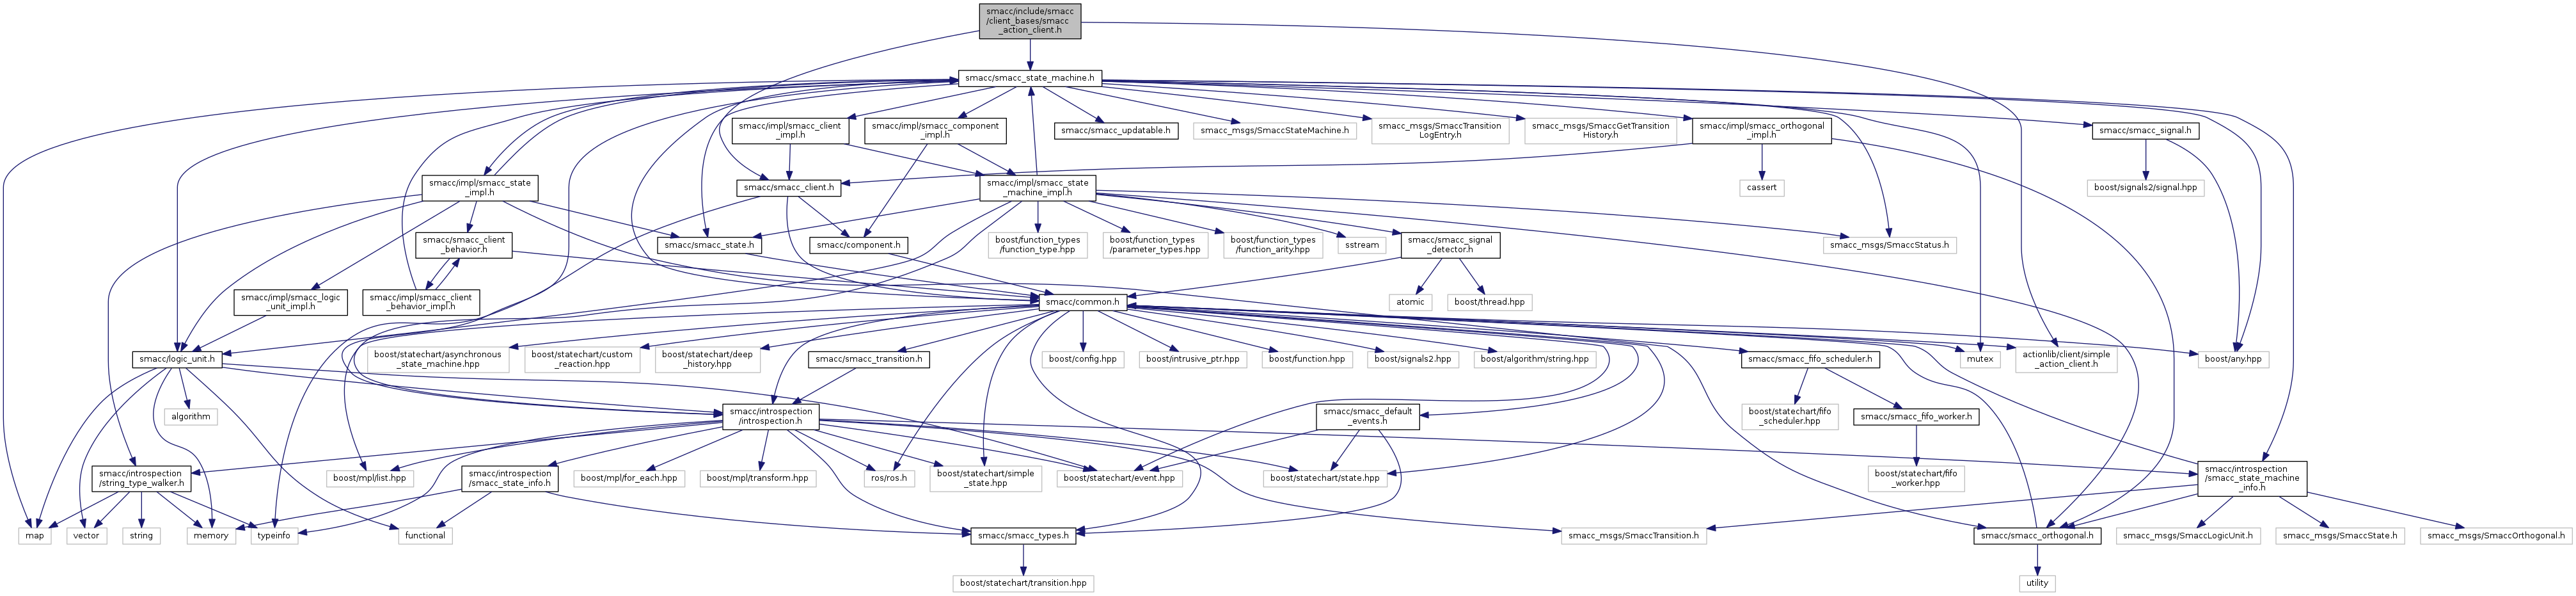 smacc/include/smacc
/client_bases/smacc
_action_client.h
smacc/smacc_state_machine.h
smacc/impl/smacc_client
_impl.h
smacc/impl/smacc_component
_impl.h
smacc/smacc_updatable.h
smacc_msgs/SmaccStateMachine.h
smacc_msgs/SmaccTransition
LogEntry.h
smacc_msgs/SmaccGetTransition
History.h
smacc/impl/smacc_orthogonal
_impl.h
smacc/smacc_signal.h
smacc/impl/smacc_state
_impl.h
smacc/smacc_client.h
smacc/impl/smacc_state
_machine_impl.h
cassert
boost/signals2/signal.hpp
smacc/smacc_client
_behavior.h
smacc/smacc_state.h
smacc/component.h
boost/function_types
/function_type.hpp
boost/function_types
/parameter_types.hpp
boost/function_types
/function_arity.hpp
sstream
smacc/smacc_signal
_detector.h
smacc_msgs/SmaccStatus.h
smacc/impl/smacc_logic
_unit_impl.h
smacc/impl/smacc_client
_behavior_impl.h
smacc/common.h
atomic
boost/thread.hpp
smacc/logic_unit.h
boost/statechart/asynchronous
_state_machine.hpp
boost/statechart/custom
_reaction.hpp
boost/statechart/deep
_history.hpp
smacc/smacc_transition.h
boost/config.hpp
boost/intrusive_ptr.hpp
boost/function.hpp
boost/signals2.hpp
boost/algorithm/string.hpp
smacc/smacc_fifo_scheduler.h
mutex
actionlib/client/simple
_action_client.h
boost/any.hpp
algorithm
smacc/introspection
/introspection.h
smacc/smacc_default
_events.h
boost/statechart/fifo
_scheduler.hpp
smacc/smacc_fifo_worker.h
smacc/introspection
/string_type_walker.h
boost/mpl/list.hpp
smacc/introspection
/smacc_state_info.h
boost/mpl/for_each.hpp
boost/mpl/transform.hpp
ros/ros.h
boost/statechart/simple
_state.hpp
boost/statechart/event.hpp
boost/statechart/state.hpp
boost/statechart/fifo
_worker.hpp
smacc/introspection
/smacc_state_machine
_info.h
map
vector
string
memory
typeinfo
functional
smacc/smacc_types.h
smacc_msgs/SmaccTransition.h
smacc/smacc_orthogonal.h
smacc_msgs/SmaccLogicUnit.h
smacc_msgs/SmaccState.h
smacc_msgs/SmaccOrthogonal.h
boost/statechart/transition.hpp
utility